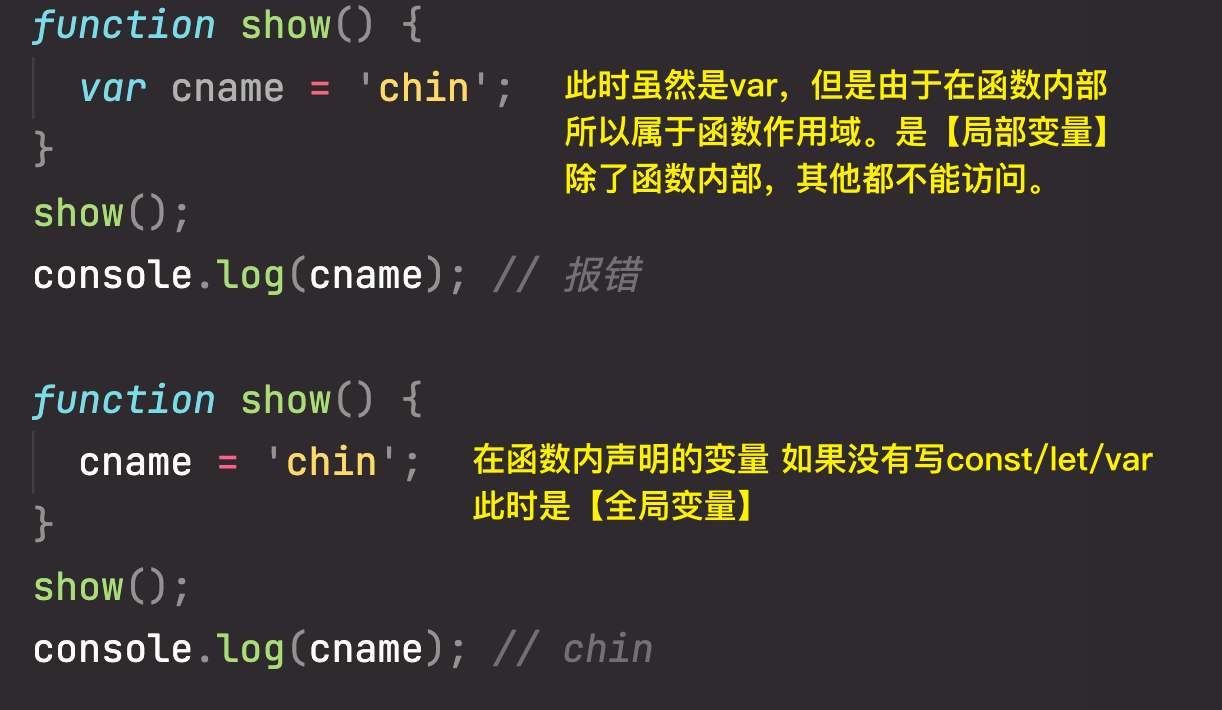 function show() {
var cname = 'chin'; 此时虽然是var，但是由于在函数内部
所以属于函数作用域。是【局部变量】
} 除了函数内部，其他都不能访问。
show();
console.log(cname); // 报错
function show() {
cname = 'chin'; 在函数内声明的变量 如果没有写const/let/var
此时是【全局变量】
}
show();
console.log(cname); // chin